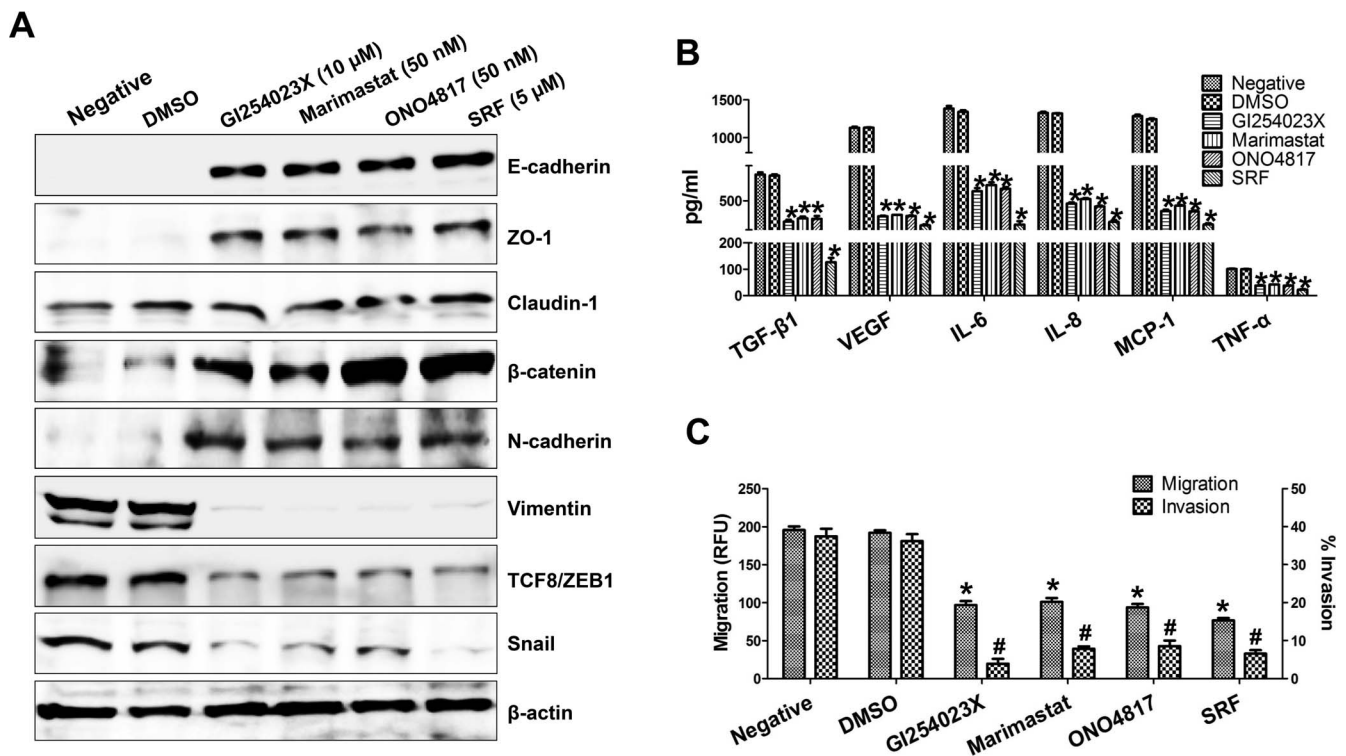 A
Negative
DMSO
GI254023X (10 µM)
Marimastat (50 nM)
ONO4817 (50 nM)
SRF (5 µM)
E-cadherin
ZO-1
Claudin-1
β-catenin
N-cadherin
Vimentin
TCF8/ZEB1
Snail
β-actin
B
Negative
DMSO
GI254023X
Marimastat
ONO4817
SRF
pg/ml
1500
1000
500
200
100
0
* * * *
* * * *
* * * *
* * * *
* * * *
* * * *
TGF-β1
VEGF
IL-6
IL-8
MCP-1
TNF-α
C
Migration
Invasion
Migration (RFU)
250
200
150
100
50
0
% Invasion
50
40
30
20
10
0
* # * # * # * #
Negative
DMSO
GI254023X
Marimastat
ONO4817
SRF